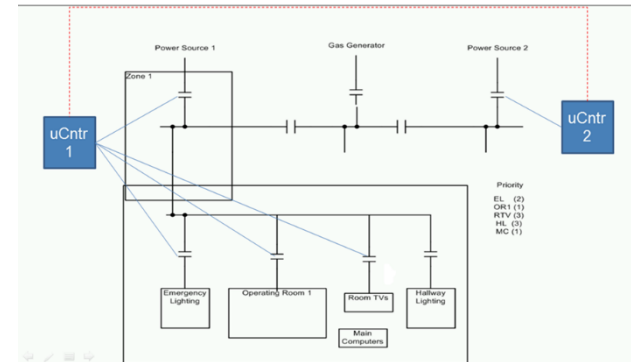 Power Source 1
Gas Generator
Power Source 2
Zone 1
uCntr
1
uCntr
2
Priority
EL (2)
OR1 (1)
RTV (3)
HL (3)
MC (1)
Emergency
Lighting
Operating Room 1
Room TVs
Hallway
Lighting
Main
Computers